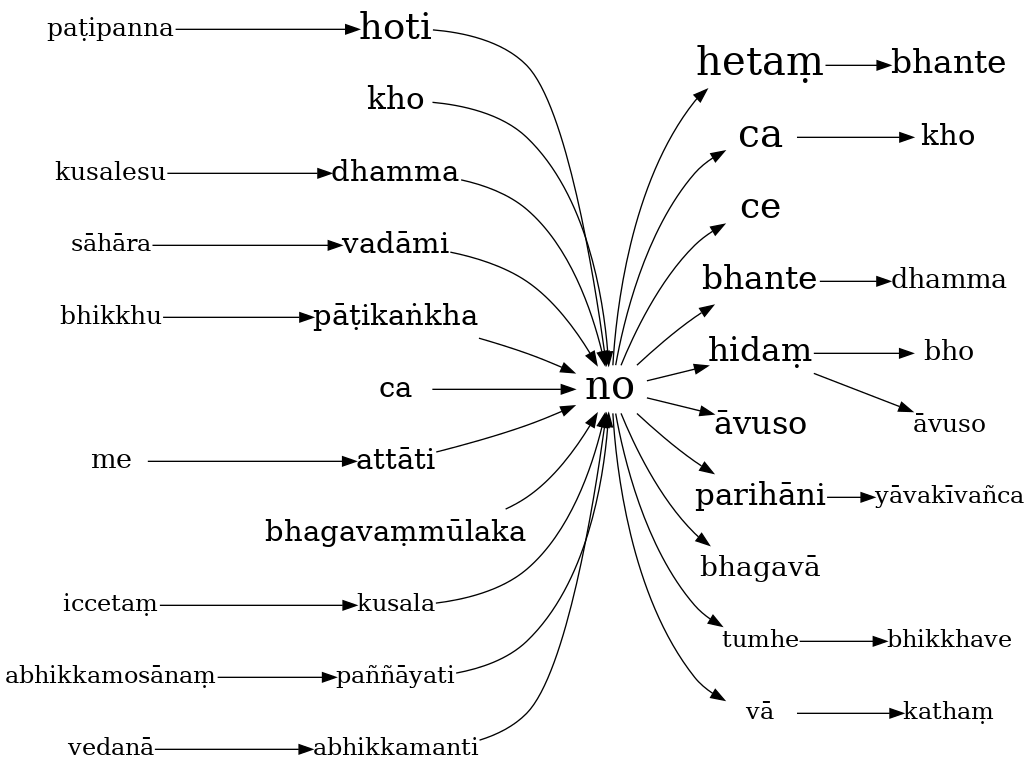 paṭipanna hoti
hetaṃ bhante
kho
ca kho
kusalesu dhamma
ce
sāhāra vadāmi
bhante dhamma
bhikkhu pāṭikaṅkha
hidaṃ bho
ca
no
āvuso
āvuso
me attāti
parihāni yāvakīvañca
bhagavaṃmūlaka
bhagavā
iccetaṃ kusala
tumhe bhikkhave
abhikkamosānaṃ paññāyati
vā kathaṃ
vedanā abhikkamanti